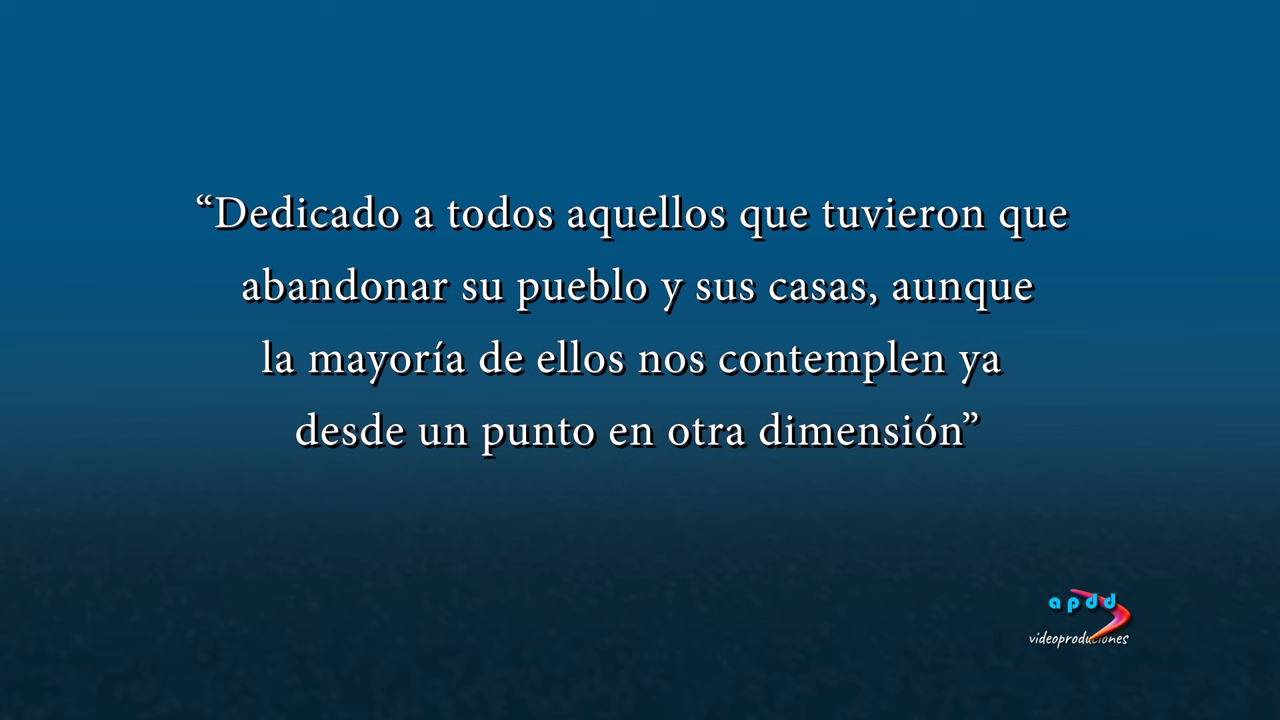 “Dedicado a todos aquellos que tuvieron que
abandonar su pueblo y sus casas, aunque
la mayoría de ellos nos contemplen ya
desde un punto en otra dimensión”
apdd
videoproduciones